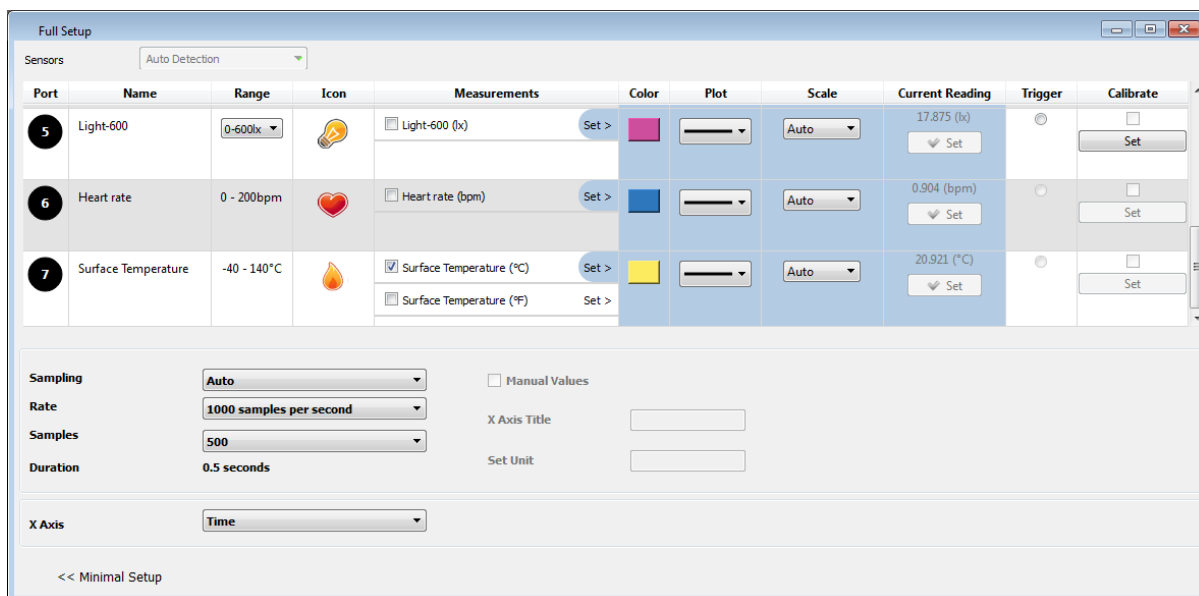 Full Setup
Sensors Auto Detection
Port Name Range Icon Measurements Color Plot Scale Current Reading Trigger Calibrate
5 Light-600 0-600lx Light-600 (lx) Set > Auto 17.875 (lx)
Set Set
6 Heart rate 0 - 200bpm Heart rate (bpm) Set > Auto 0.904 (bpm)
Set Set
7 Surface Temperature -40 - 140°C Surface Temperature (ºC) Set > Auto 20.921 (°C)
Set Set
Surface Temperature (ºF) Set >
Sampling Auto Manual Values
Rate 1000 samples per second
X Axis Title
Samples 500
Set Unit
Duration 0.5 seconds
X Axis Time
<< Minimal Setup